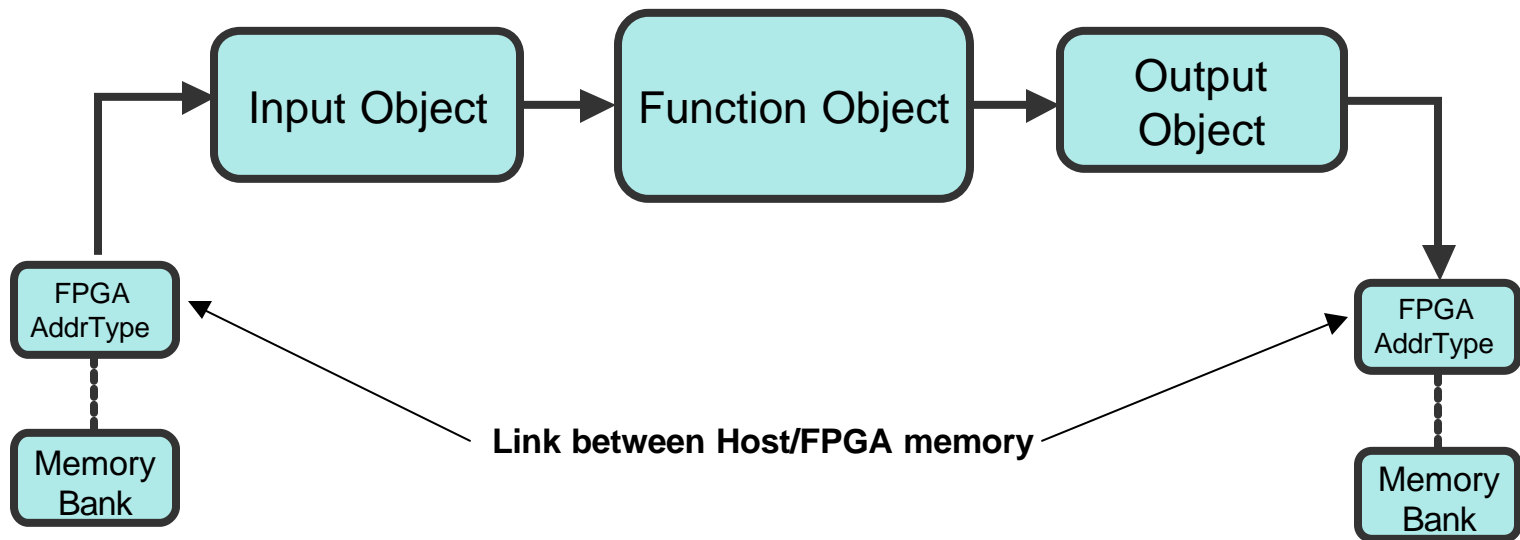 Input Object
Function Object
Output
Object
FPGA
AddrType
FPGA
AddrType
Link between Host/FPGA memory
Memory
Bank
Memory
Bank